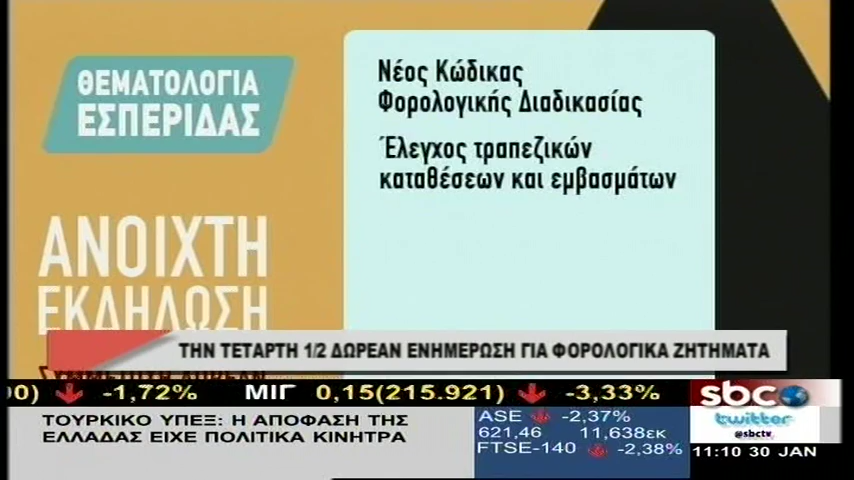 ΘΕΜΑΤΟΛΟΓΙΑ
ΕΣΠΕΡΙΔΑΣ
Νέος Κώδικας
Φορολογικής Διαδικασίας
Έλεγχος τραπεζικών
καταθέσεων και εμβασμάτων
ΑΝΟΙΧΤΗ
ΕΚΔΗΛΩΣΗ
ΤΗΝ ΤΕΤΑΡΤΗ 1/2 ΔΩΡΕΑΝ ΕΝΗΜΕΡΩΣΗ ΓΙΑ ΦΟΡΟΛΟΓΙΚΑ ΖΗΤΗΜΑΤΑ
00) -1,72% ΜΙΓ 0,15(215.921) -3,33%
ΤΟΥΡΚΙΚΟ ΥΠΕΞ: Η ΑΠΟΦΑΣΗ ΤΗΣ
ΕΛΛΑΔΑΣ ΕΙΧΕ ΠΟΛΙΤΙΚΑ ΚΙΝΗΤΡΑ
ASE -2,37%
621,46 11,638εκ
FTSE-140 -2,38%
sbc
twitter
@sbctv
11:10 30 JAN